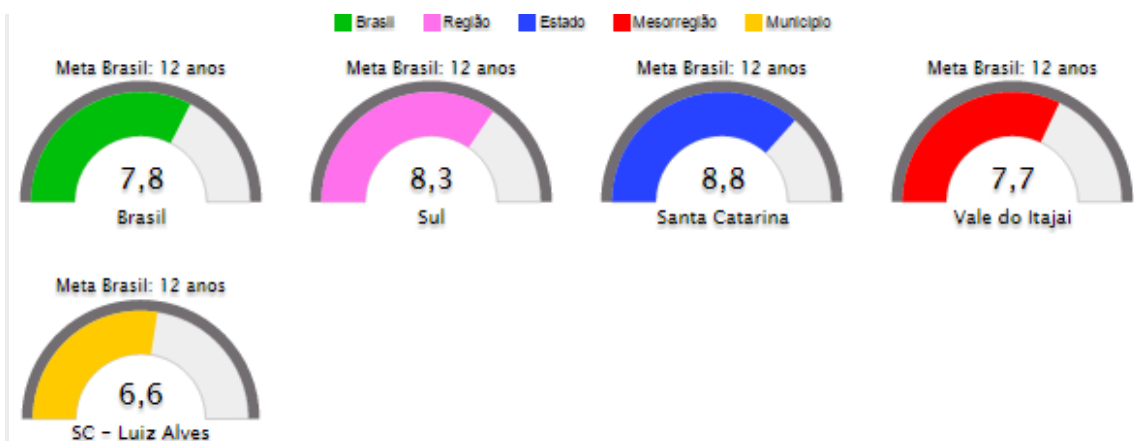 Brasil Região Estado Mesorregião Município
Meta Brasil: 12 anos Meta Brasil: 12 anos Meta Brasil: 12 anos Meta Brasil: 12 anos
7,8 8,3 8,8 7,7
Brasil Sul Santa Catarina Vale do Itajai
Meta Brasil: 12 anos
6,6
SC - Luiz Alves